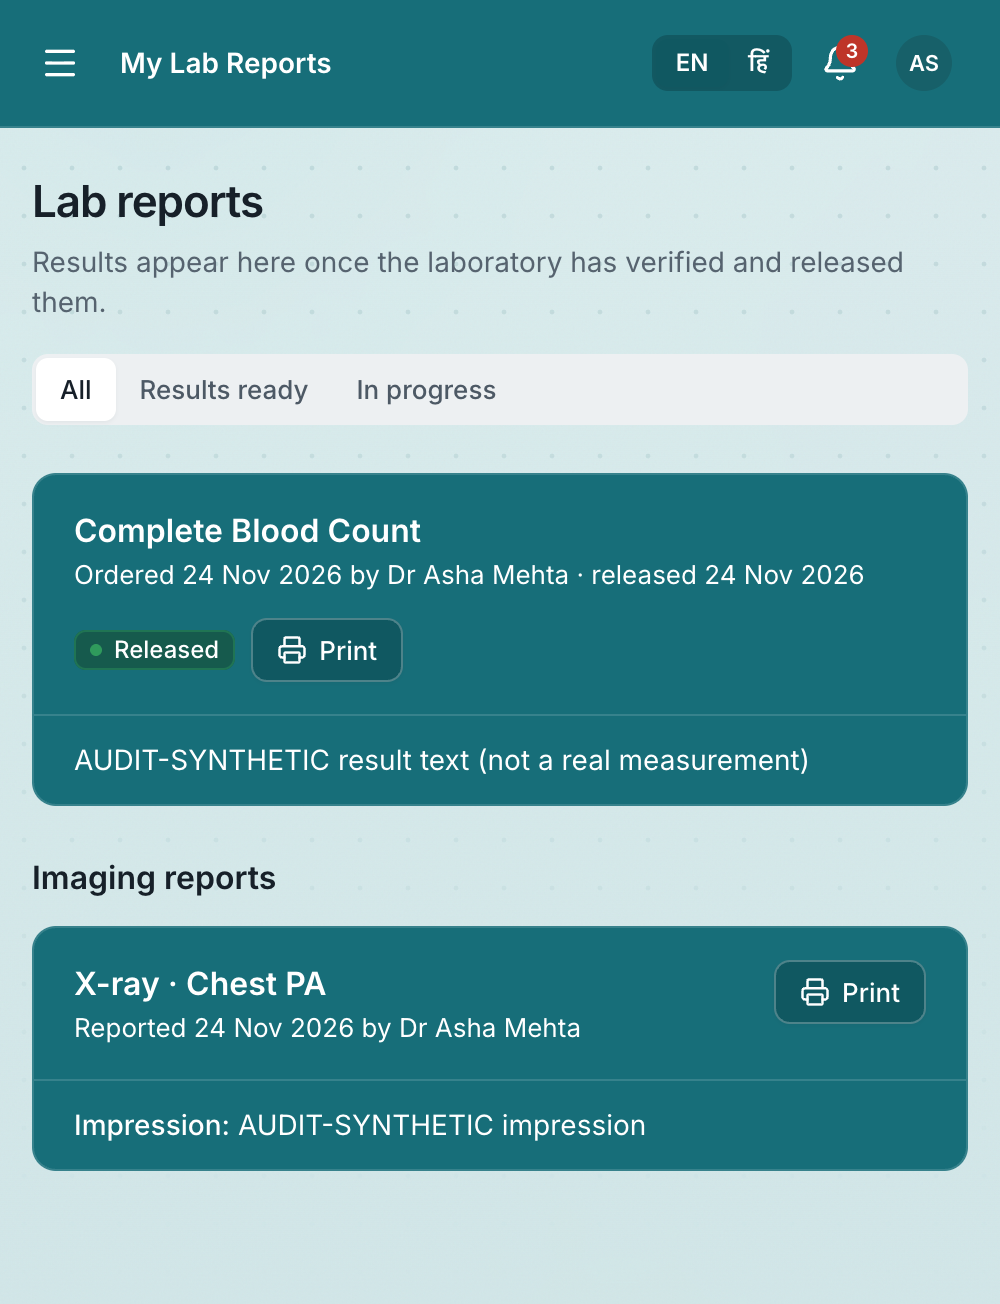 My Lab Reports
EN
हिं
3
AS
Lab reports
Results appear here once the laboratory has verified and released
them.
All
Results ready
In progress
Complete Blood Count
Ordered 24 Nov 2026 by Dr Asha Mehta · released 24 Nov 2026
Released
Print
AUDIT-SYNTHETIC result text (not a real measurement)
Imaging reports
X-ray · Chest PA
Print
Reported 24 Nov 2026 by Dr Asha Mehta
Impression: AUDIT-SYNTHETIC impression